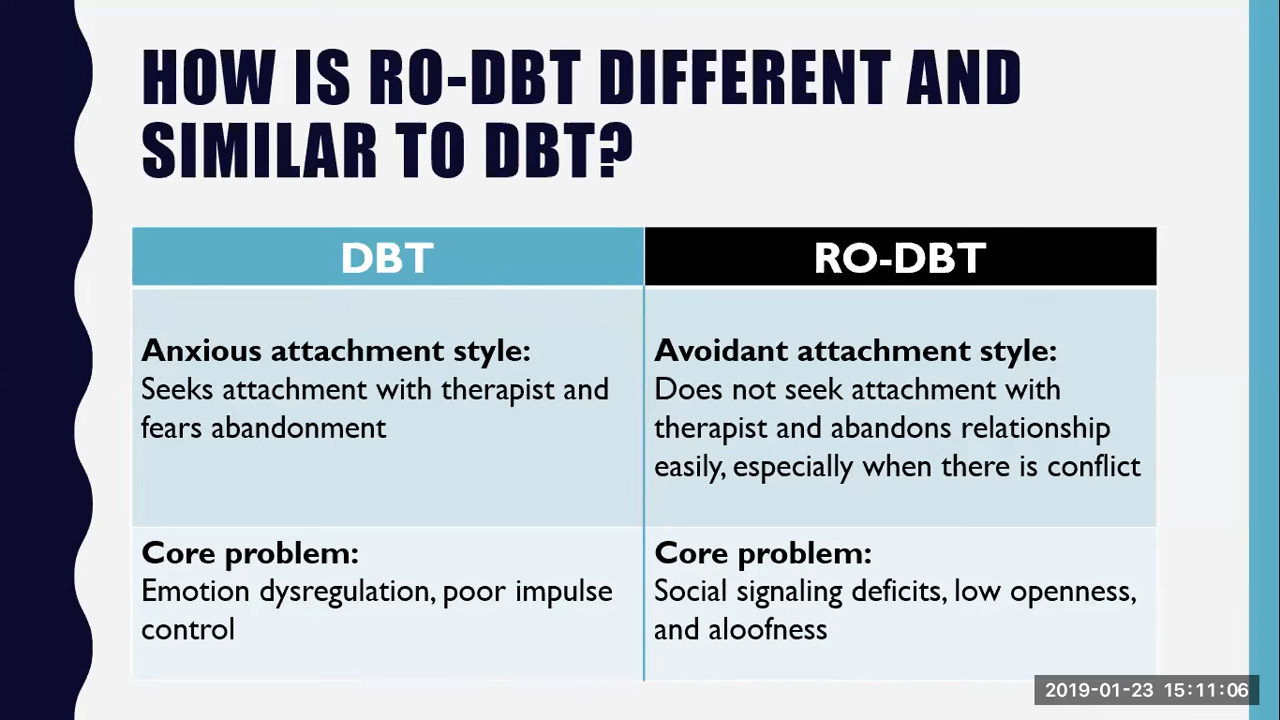 HOW IS RO-DBT DIFFERENT AND
SIMILAR TO DBT?
DBT
RO-DBT
Anxious attachment style:
Seeks attachment with therapist and
fears abandonment
Avoidant attachment style:
Does not seek attachment with
therapist and abandons relationship
easily, especially when there is conflict
Core problem:
Emotion dysregulation, poor impulse
control
Core problem:
Social signaling deficits, low openness,
and aloofness
2019-01-23 15:11:06